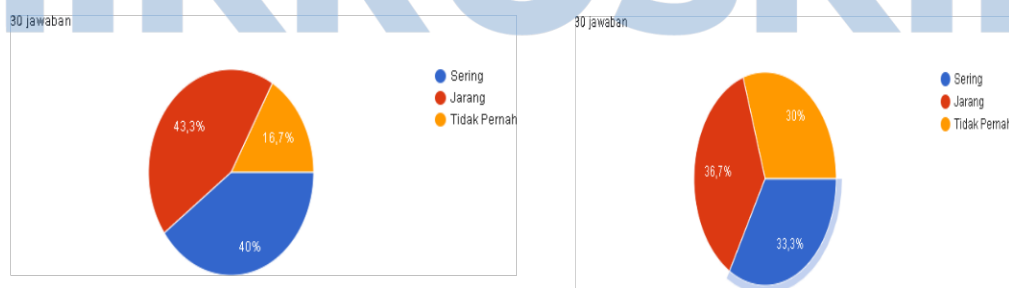 30 jawaban
Sering
Jarang
Tidak Pernah
43,3%
16,7%
40%
30 jawaban
Sering
Jarang
Tidak Pernah
30%
36,7%
33,3%